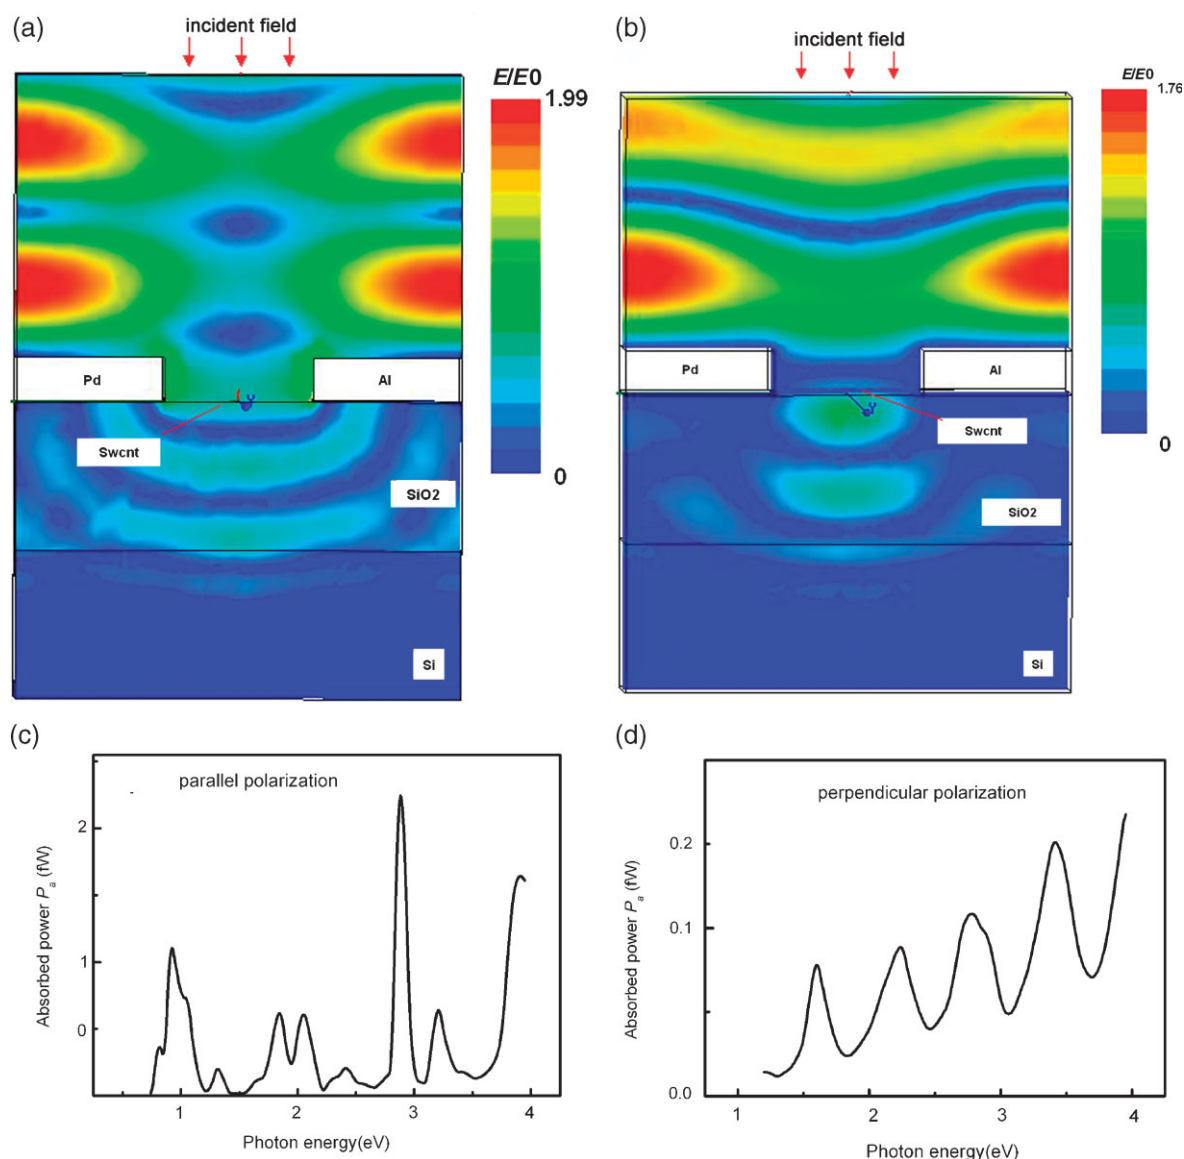 (a)
incident field
E/E0
1.99
0
Pd
Al
Swcnt
SiO2
Si
(b)
incident field
E/E0
1.76
0
Pd
Al
Swcnt
SiO2
Si
(c)
parallel polarization
Absorbed power Pa (fW)
2
1
0
1 2 3 4
Photon energy(eV)
(d)
perpendicular polarization
Absorbed power Pa (fW)
0.2
0.1
0.0
1 2 3 4
Photon energy(eV)